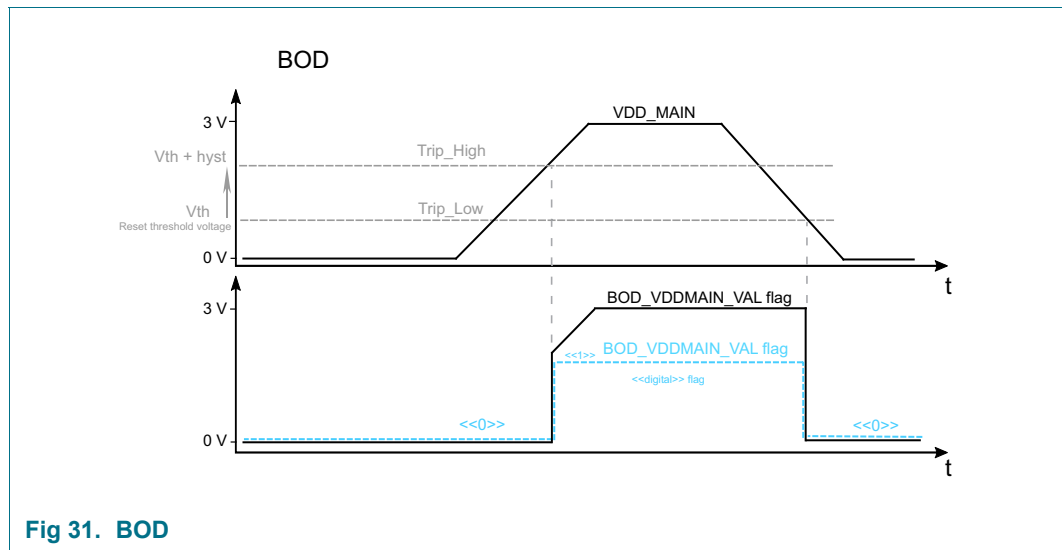 BOD
3 V
VDD_MAIN
Vth + hyst
Trip_High
Vth
Trip_Low
Reset threshold voltage
0 V
t
3 V
BOD_VDDMAIN_VAL flag
<<1>> BOD_VDDMAIN_VAL flag
<<digital>> flag
<<0>>
<<0>>
0 V
t
Fig 31. BOD